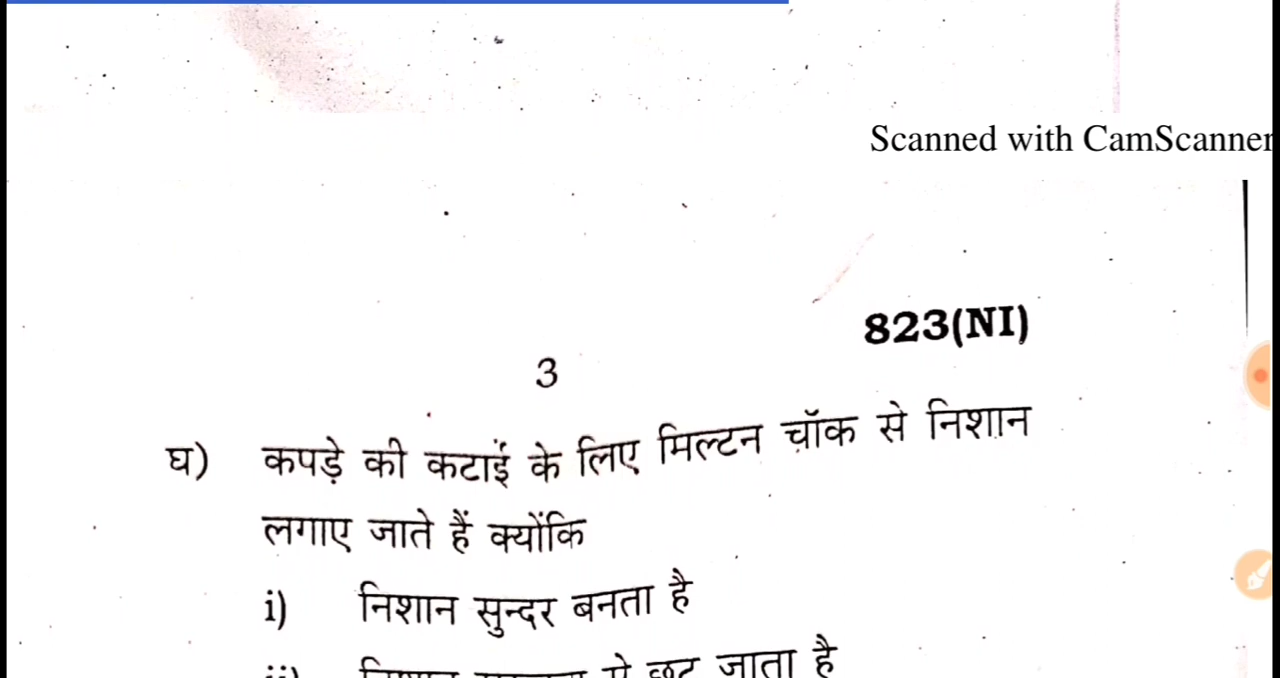 Scanned with CamScanner
823(NI)
3
घ) कपड़े की कटाई के लिए मिल्टन चॉक से निशान
लगाए जाते हैं क्योंकि
i) निशान सुन्दर बनता है
जाता है